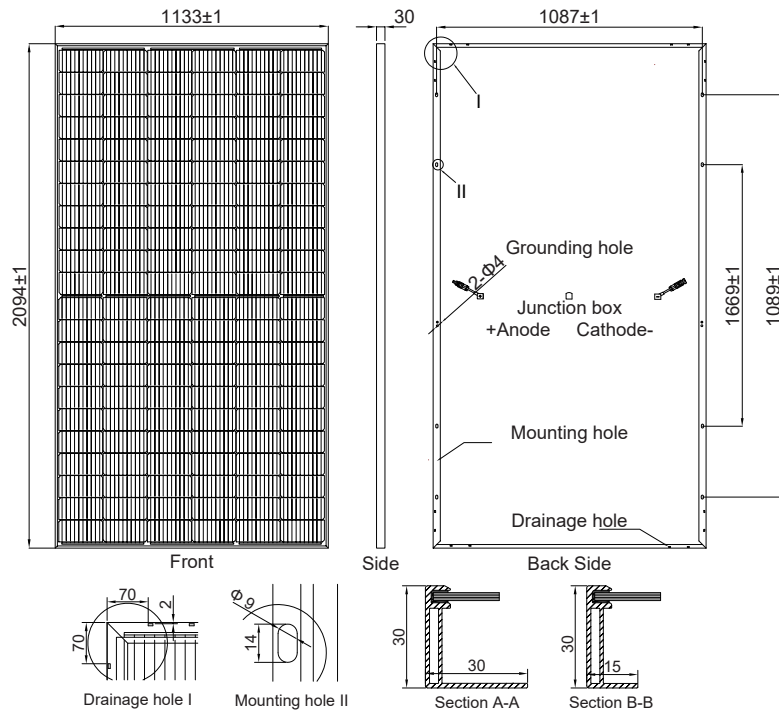 1133±1
30
1087±1
I
II
2094±1
Grounding hole
2-Φ4
Junction box
+Anode Cathode-
1669±1
1089±1
Mounting hole
Drainage hole
Front
Side
Back Side
70
2
70
Drainage hole I
Φ 9
14
Mounting hole II
30
30
Section A-A
30
15
Section B-B